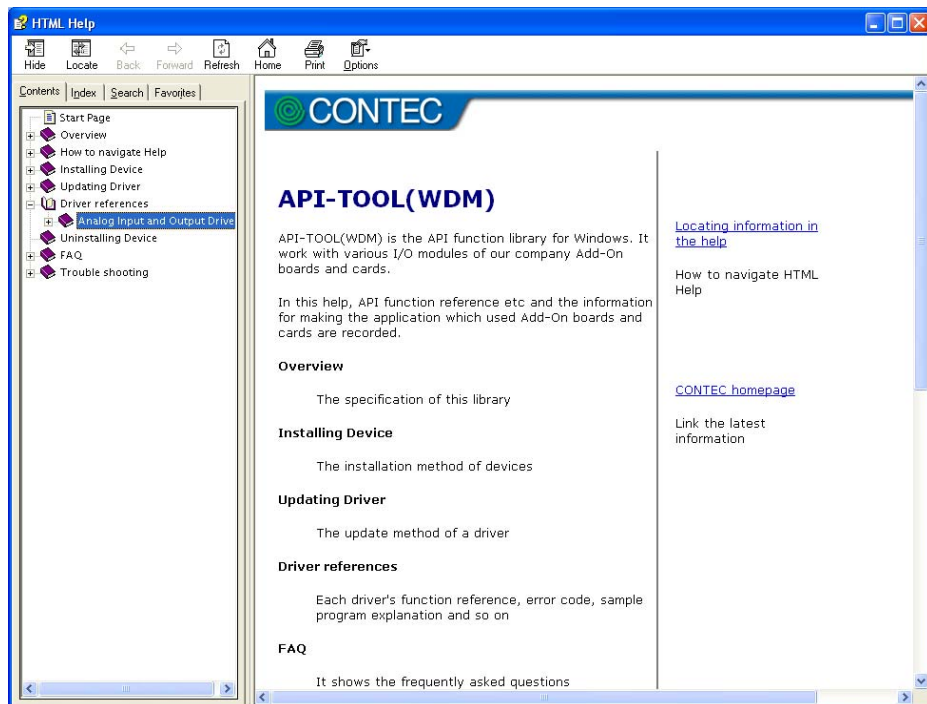 HTML Help
Hide Locate Back Forward Refresh Home Print Options
Contents Index Search Favorites
Start Page
Overview
How to navigate Help
Installing Device
Updating Driver
Driver references
Analog Input and Output Drive
Uninstalling Device
FAQ
Trouble shooting
CONTEC
API-TOOL(WDM)
API-TOOL(WDM) is the API function library for Windows. It
work with various I/O modules of our company Add-On
boards and cards.
In this help, API function reference etc and the information
for making the application which used Add-On boards and
cards are recorded.
Overview
The specification of this library
Installing Device
The installation method of devices
Updating Driver
The update method of a driver
Driver references
Each driver's function reference, error code, sample
program explanation and so on
FAQ
It shows the frequently asked questions
Locating information in
the help
How to navigate HTML
Help
CONTEC homepage
Link the latest
information